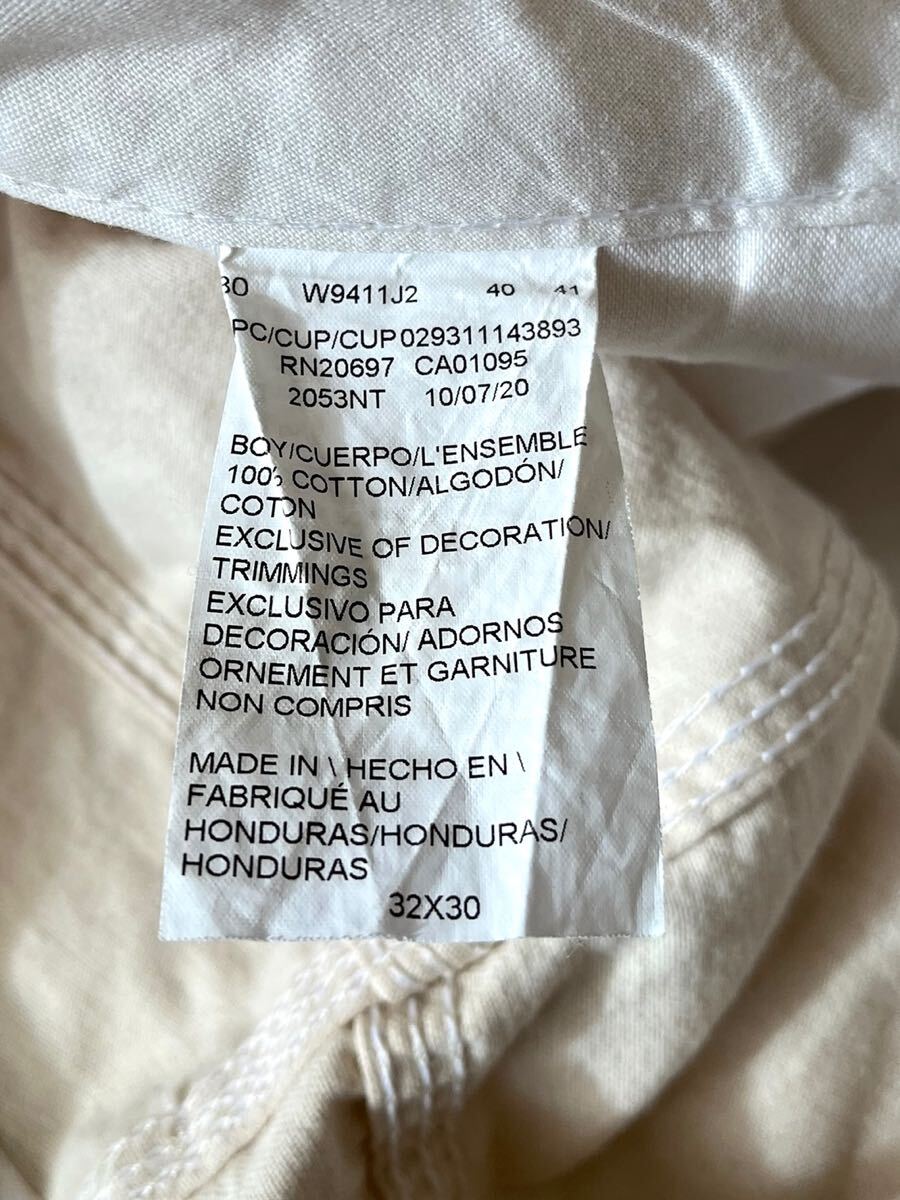 30 W9411J2 40 41
PC/CUP/CUP 029311143893
RN20697 CA01095
2053NT 10/07/20
BOY/CUERPO/L'ENSEMBLE
100% COTTON/ALGODÓN/
COTON
EXCLUSIVE OF DECORATION/
TRIMMINGS
EXCLUSIVO PARA
DECORACIÓN/ ADORNOS
ORNEMENT ET GARNITURE
NON COMPRIS
MADE IN \ HECHO EN \
FABRIQUÉ AU
HONDURAS/HONDURAS/
HONDURAS
32X30